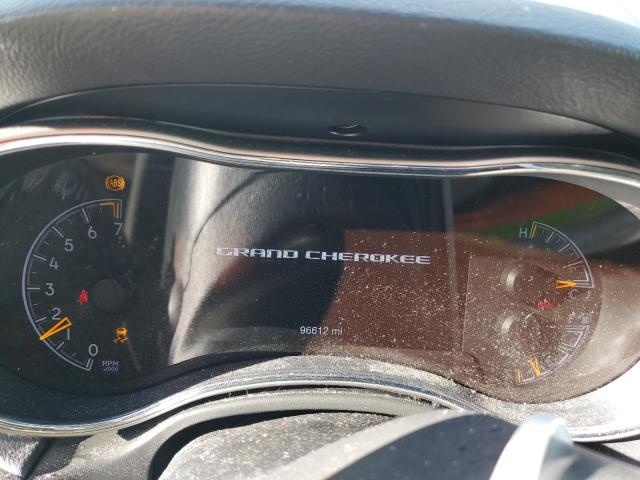 ABS
7
6
5
4
3
2
1
0
RPM
x1000
H
C
GRAND CHEROKEE
96612 mi